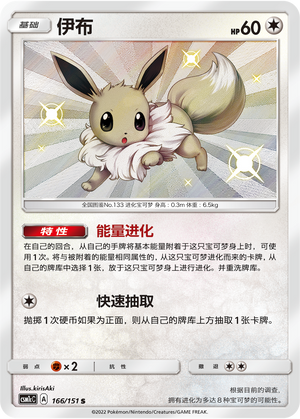 基础 伊布 HP60
全国图鉴No.133 进化宝可梦 身高：0.3m 体重：6.5kg
特性 能量进化
在自己的回合，从自己的手牌将基本能量附着于这只宝可梦身上时，可使
用1次。将与被附着的能量相同属性的，从这只宝可梦进化而来的卡牌，从
自己的牌库中选择1张，放于这只宝可梦身上进行进化。并重洗牌库。
快速抽取
抛掷1次硬币如果为正面，则从自己的牌库上方抽取1张卡牌。
Illus.kirisAki
弱点 ×2 抗性 撤退
CSM1cC A 166/151 S
根据现在的调查，
拥有进化为多达8种宝可梦的可能性。
©2022 Pokémon/Nintendo/Creatures/GAME FREAK.